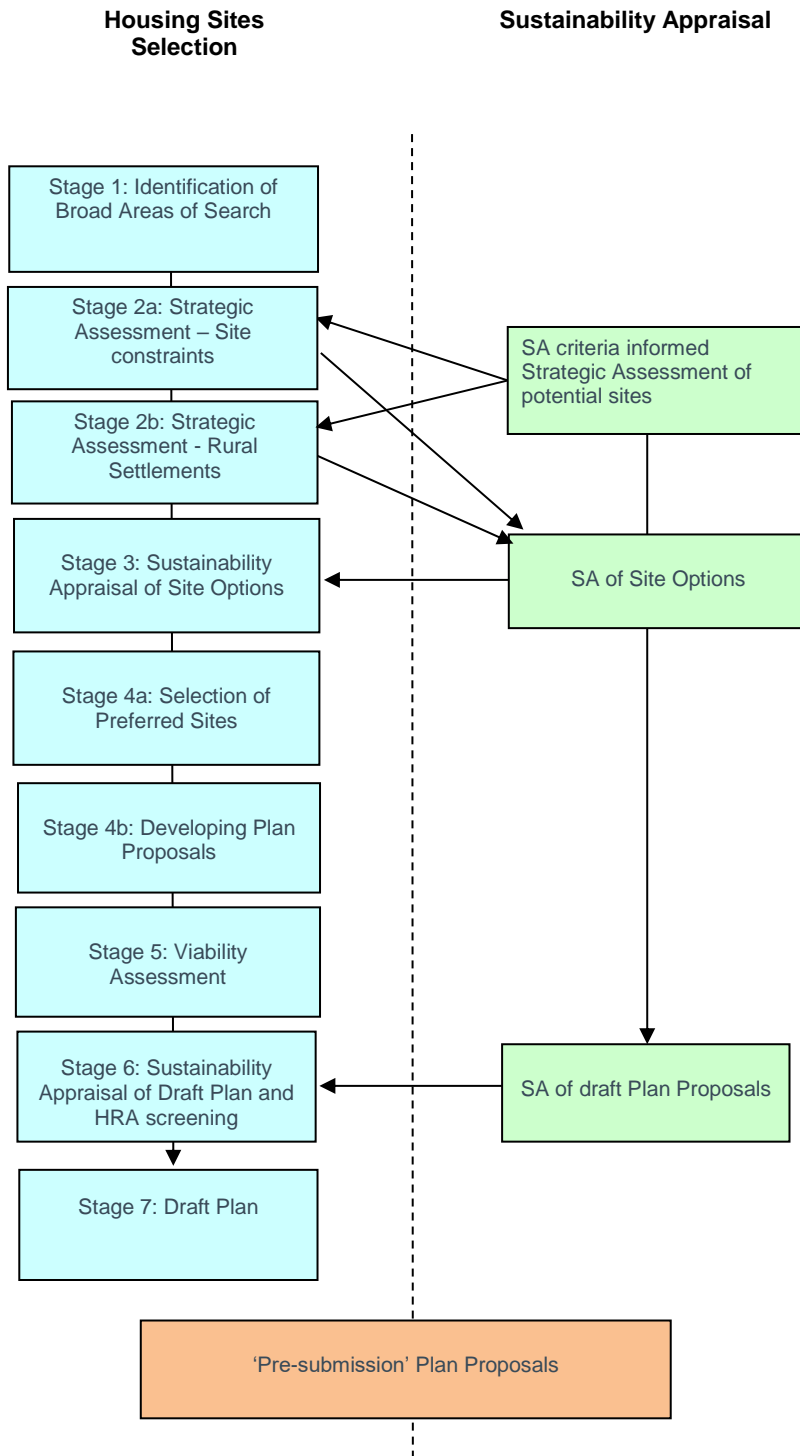 Housing Sites
Selection
Sustainability Appraisal
Stage 1: Identification of
Broad Areas of Search
Stage 2a: Strategic
Assessment – Site
constraints
SA criteria informed
Strategic Assessment of
potential sites
Stage 2b: Strategic
Assessment - Rural
Settlements
Stage 3: Sustainability
Appraisal of Site Options
SA of Site Options
Stage 4a: Selection of
Preferred Sites
Stage 4b: Developing Plan
Proposals
Stage 5: Viability
Assessment
Stage 6: Sustainability
Appraisal of Draft Plan and
HRA screening
SA of draft Plan Proposals
Stage 7: Draft Plan
‘Pre-submission’ Plan Proposals